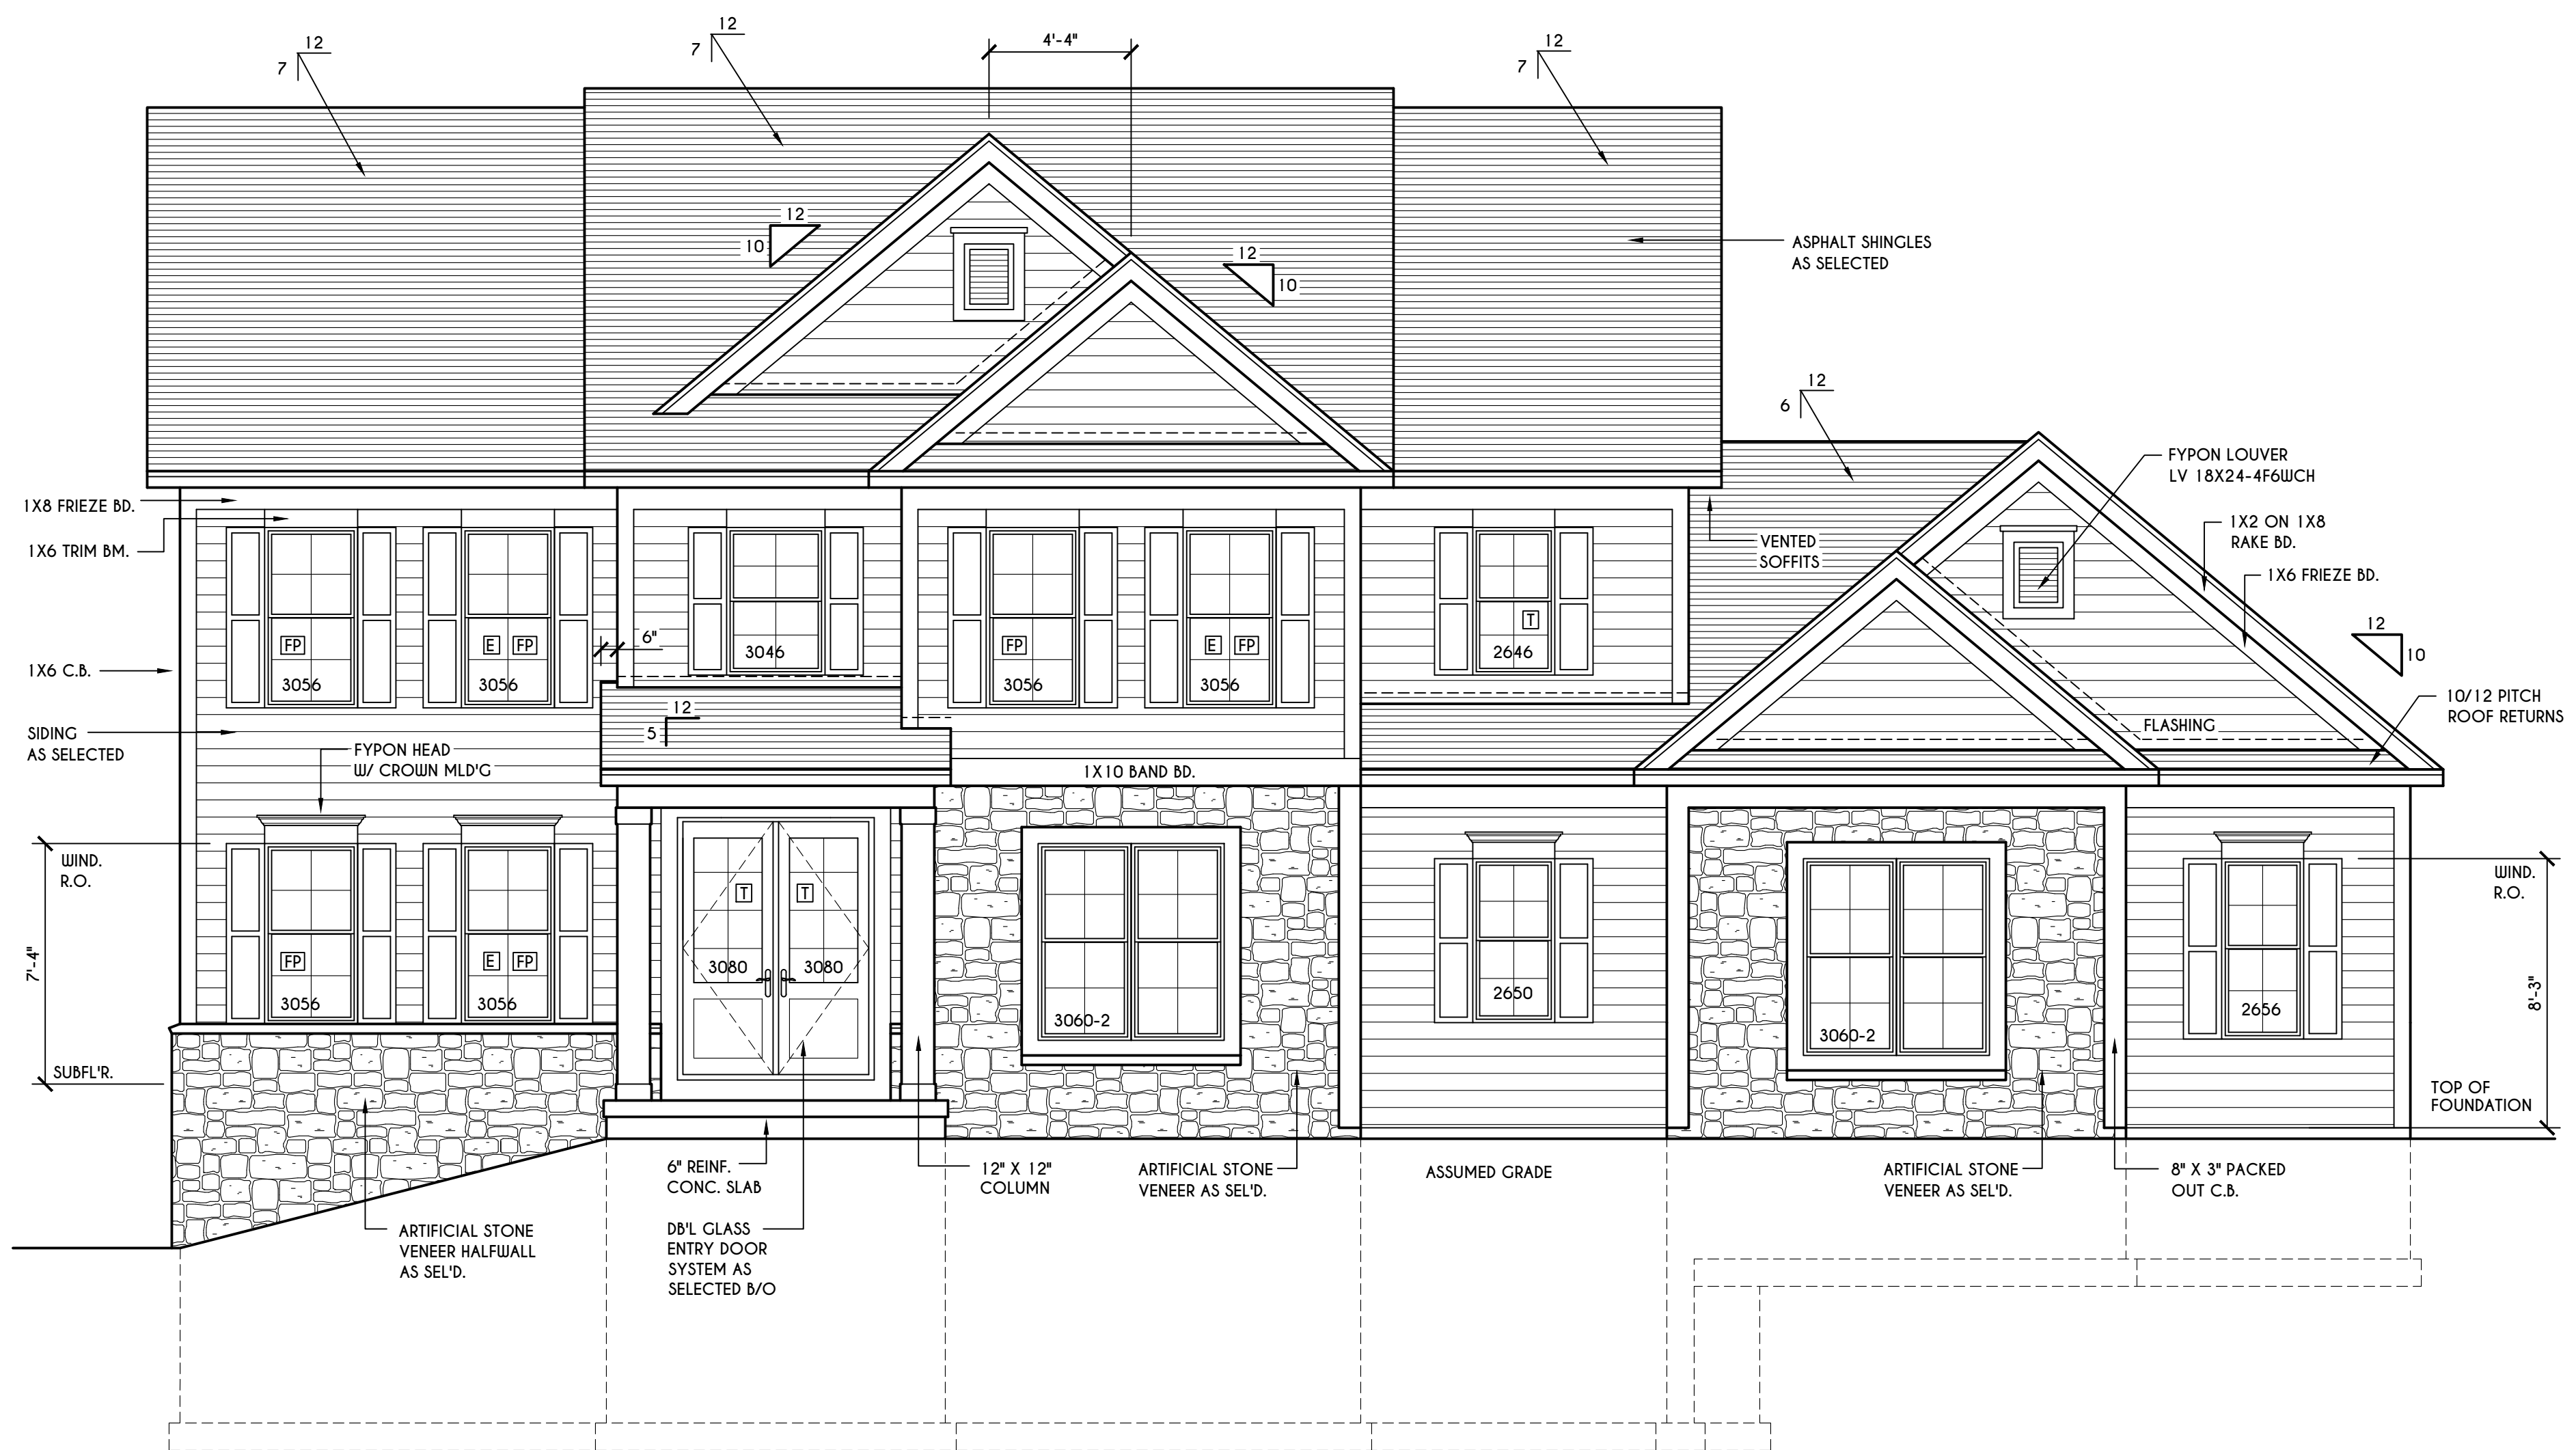 12
7
12
7
4'-4"
12
7
12
10
12
10
ASPHALT SHINGLES
AS SELECTED
12
6
FYPON LOUVER
LV 18X24-4F6WCH
1X8 FRIEZE BD.
1X6 TRIM BM.
1X2 ON 1X8
RAKE BD.
VENTED
SOFFITS
1X6 FRIEZE BD.
12
10
FP
E FP
6"
3046
FP
E FP
T
2646
1X6 C.B.
3056
3056
3056
3056
12
5
10/12 PITCH
ROOF RETURNS
SIDING
AS SELECTED
FLASHING
FYPON HEAD
W/ CROWN MLD'G
1X10 BAND BD.
WIND.
R.O.
WIND.
R.O.
T
T
7'-4"
FP
E FP
3080
3080
3056
3056
2650
8'-3"
3060-2
3060-2
2656
SUBFL'R.
TOP OF
FOUNDATION
6" REINF.
CONC. SLAB
12" X 12"
COLUMN
ARTIFICIAL STONE
VENEER AS SEL'D.
ASSUMED GRADE
ARTIFICIAL STONE
VENEER AS SEL'D.
8" X 3" PACKED
OUT C.B.
ARTIFICIAL STONE
VENEER HALFWALL
AS SEL'D.
DB'L GLASS
ENTRY DOOR
SYSTEM AS
SELECTED B/O